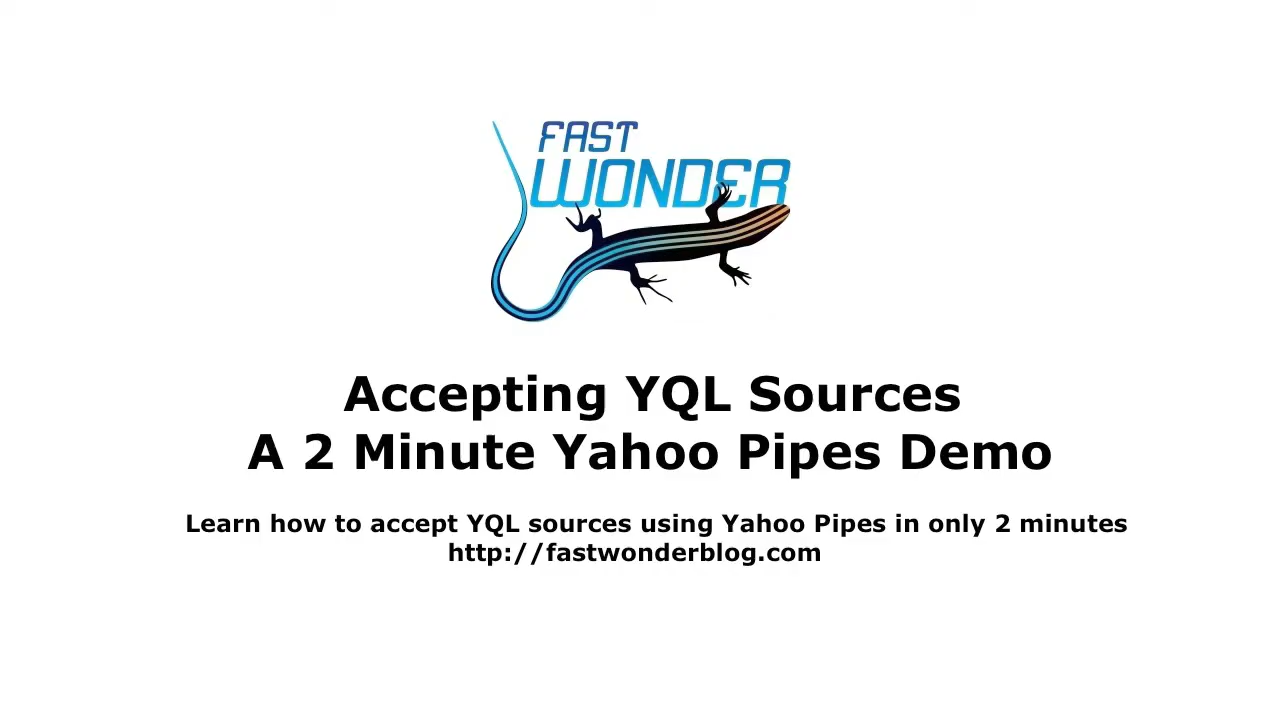 FAST
WONDER
Accepting YQL Sources
A 2 Minute Yahoo Pipes Demo
Learn how to accept YQL sources using Yahoo Pipes in only 2 minutes
http://fastwonderblog.com